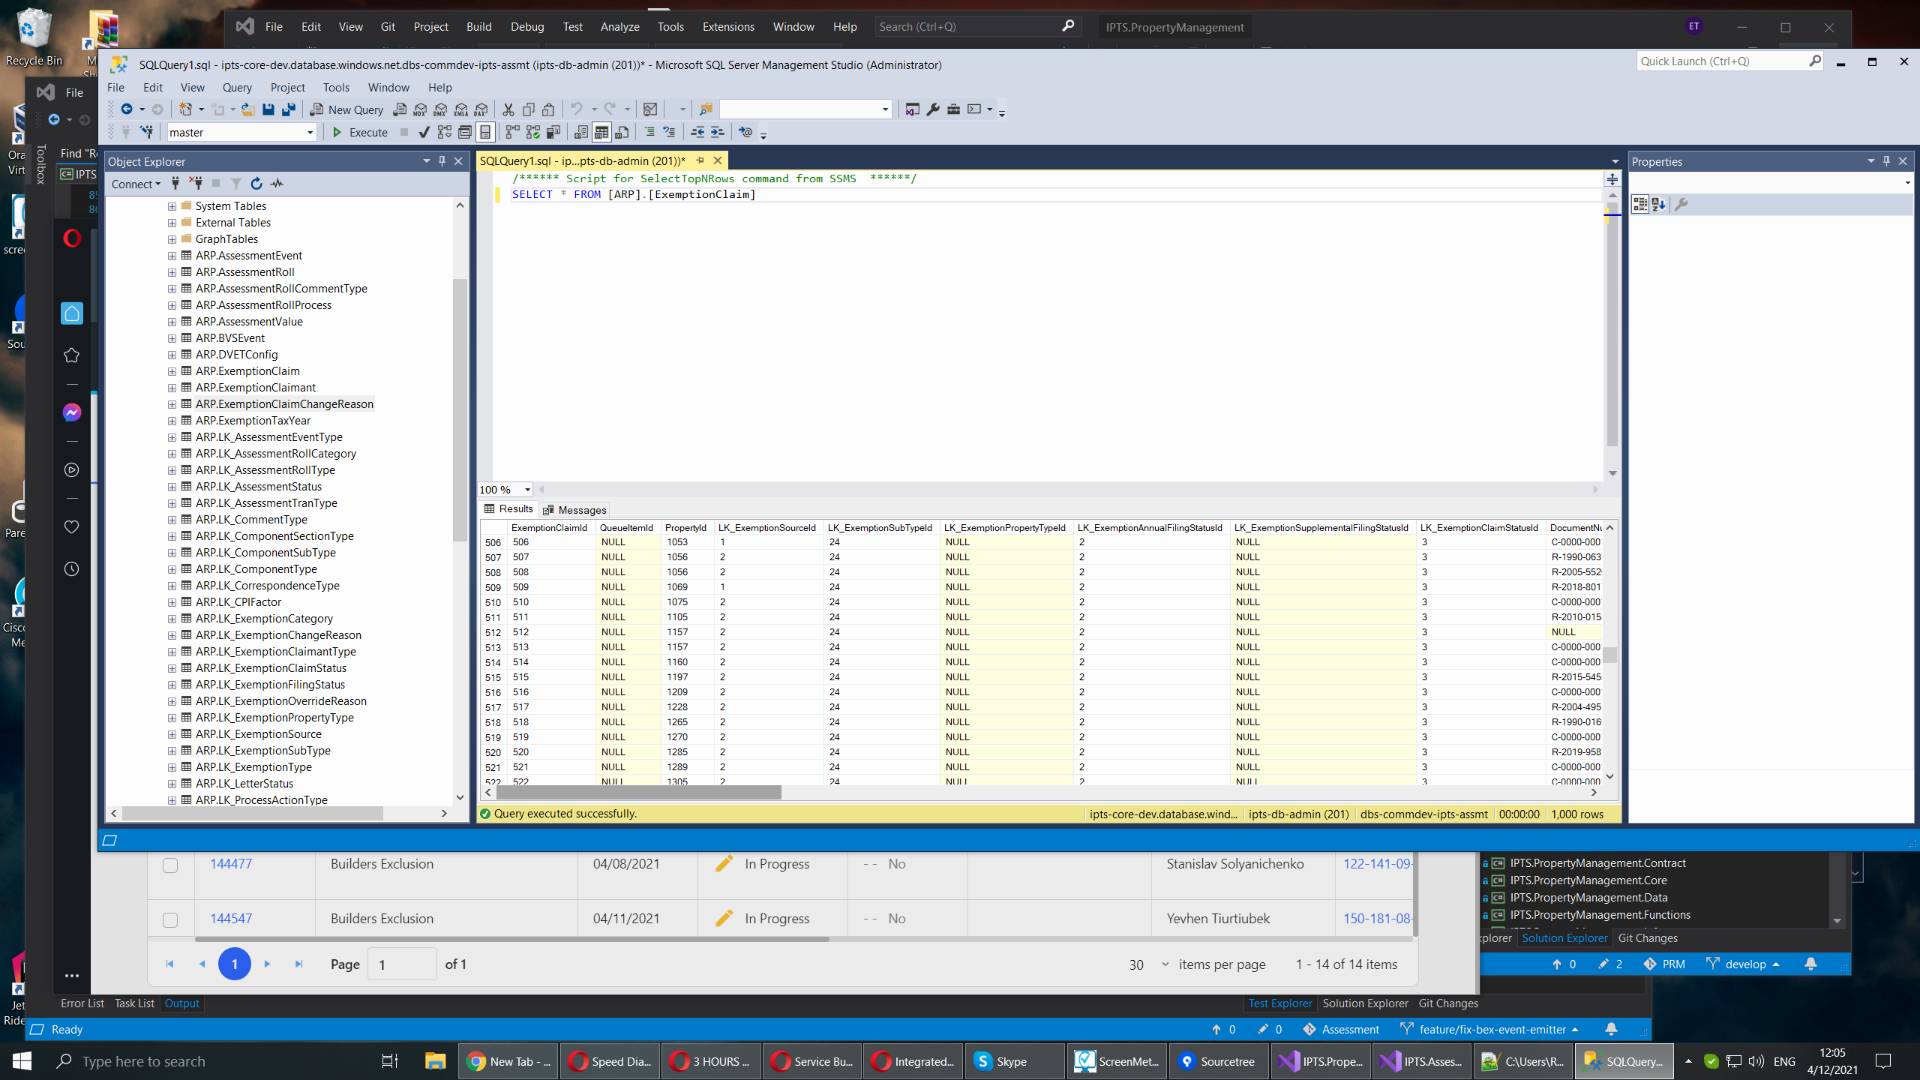 Recycle Bin
File Edit View Git Project Build Debug Test Analyze Tools Extensions Window Help Search (Ctrl+Q) IPTS.PropertyManagement ET
SQLQuery1.sql - ipts-core-dev.database.windows.net.dbs-commdev-ipts-assmt (ipts-db-admin (201))* - Microsoft SQL Server Management Studio (Administrator) Quick Launch (Ctrl+Q)
File
File Edit View Query Project Tools Window Help
New Query
master Execute
Toolbox
Find "R
IPTS
Object Explorer
Connect
System Tables
External Tables
GraphTables
ARP.AssessmentEvent
ARP.AssessmentRoll
ARP.AssessmentRollCommentType
ARP.AssessmentRollProcess
ARP.AssessmentValue
ARP.BVSEvent
ARP.DVETConfig
ARP.ExemptionClaim
ARP.ExemptionClaimant
ARP.ExemptionClaimChangeReason
ARP.ExemptionTaxYear
ARP.LK_AssessmentEventType
ARP.LK_AssessmentRollCategory
ARP.LK_AssessmentRollType
ARP.LK_AssessmentStatus
ARP.LK_AssessmentTranType
ARP.LK_CommentType
ARP.LK_ComponentSectionType
ARP.LK_ComponentSubType
ARP.LK_ComponentType
ARP.LK_CorrespondenceType
ARP.LK_CPIFactor
ARP.LK_ExemptionCategory
ARP.LK_ExemptionChangeReason
ARP.LK_ExemptionClaimantType
ARP.LK_ExemptionClaimStatus
ARP.LK_ExemptionFilingStatus
ARP.LK_ExemptionOverrideReason
ARP.LK_ExemptionPropertyType
ARP.LK_ExemptionSource
ARP.LK_ExemptionSubType
ARP.LK_ExemptionType
ARP.LK_LetterStatus
ARP.LK_ProcessActionType
SQLQuery1.sql - ip...pts-db-admin (201))*
/****** Script for SelectTopNRows command from SSMS ******/
SELECT * FROM [ARP].[ExemptionClaim]
100 %
Results Messages
ExemptionClaimId QueueItemId PropertyId LK_ExemptionSourceId LK_ExemptionSubTypeId LK_ExemptionPropertyTypeId LK_ExemptionAnnualFilingStatusId LK_ExemptionSupplementalFilingStatusId LK_ExemptionClaimStatusId DocumentNu
506 506 NULL 1053 1 24 NULL 2 NULL 3 C-0000-000
507 507 NULL 1056 2 24 NULL 2 NULL 3 R-1990-063
508 508 NULL 1056 2 24 NULL 2 NULL 3 R-2005-552
509 509 NULL 1069 1 24 NULL 2 NULL 3 R-2018-801
510 510 NULL 1075 2 24 NULL 2 NULL 3 C-0000-000
511 511 NULL 1105 2 24 NULL 2 NULL 3 R-2010-015
512 512 NULL 1157 2 24 NULL 2 NULL 3 NULL
513 513 NULL 1157 2 24 NULL 2 NULL 3 C-0000-000
514 514 NULL 1160 2 24 NULL 2 NULL 3 C-0000-000
515 515 NULL 1197 2 24 NULL 2 NULL 3 R-2015-545
516 516 NULL 1209 2 24 NULL 2 NULL 3 C-0000-000
517 517 NULL 1228 2 24 NULL 2 NULL 3 R-2004-495
518 518 NULL 1265 2 24 NULL 2 NULL 3 R-1990-016
519 519 NULL 1270 2 24 NULL 2 NULL 3 C-0000-000
520 520 NULL 1285 2 24 NULL 2 NULL 3 R-2019-958
521 521 NULL 1289 2 24 NULL 2 NULL 3 C-0000-000
522 522 NULL 1305 2 24 NULL 2 NULL 3 C-0000-000
Query executed successfully. ipts-core-dev.database.wind... ipts-db-admin (201) dbs-commdev-ipts-assmt 00:00:00 1,000 rows
Properties
144477 Builders Exclusion 04/08/2021 In Progress -- No Stanislav Solyanichenko 122-141-09-
144547 Builders Exclusion 04/11/2021 In Progress -- No Yevhen Tiurtiubek 150-181-08-
1 Page 1 of 1 30 items per page 1 - 14 of 14 items
IPTS.PropertyManagement.Contract
IPTS.PropertyManagement.Core
IPTS.PropertyManagement.Data
IPTS.PropertyManagement.Functions
xplorer Solution Explorer Git Changes
0 2 PRM develop
Error List Task List Output Test Explorer Solution Explorer Git Changes
Ready 0 0 Assessment feature/fix-bex-event-emitter
Type here to search New Tab - ... Speed Dia... 3 HOURS ... Service Bu... Integrated... Skype ScreenMet... Sourcetree IPTS.Prope... IPTS.Asses... C:\Users\R... SQLQuery... ENG 12:05
4/12/2021